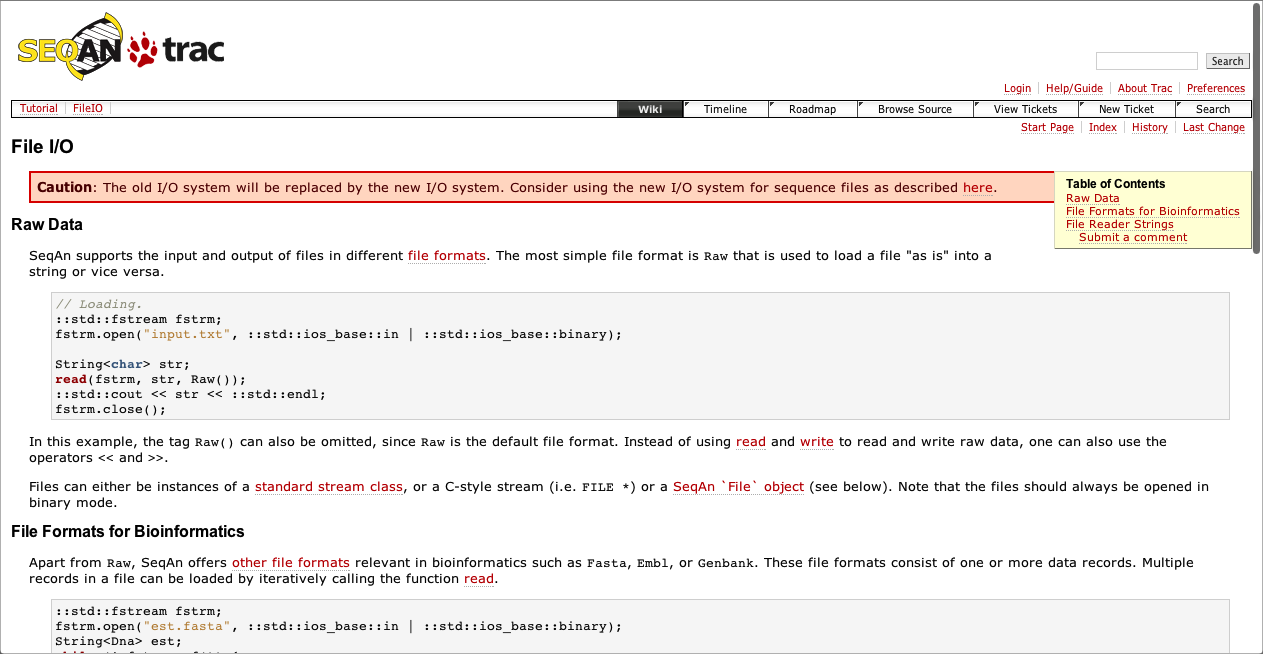 SEQAN trac
Search
Login Help/Guide About Trac Preferences
Tutorial FileIO Wiki Timeline Roadmap Browse Source View Tickets New Ticket Search
Start Page Index History Last Change
File I/O
Caution: The old I/O system will be replaced by the new I/O system. Consider using the new I/O system for sequence files as described here.
Table of Contents
Raw Data
File Formats for Bioinformatics
File Reader Strings
Submit a comment
Raw Data
SeqAn supports the input and output of files in different file formats. The most simple file format is Raw that is used to load a file "as is" into a
string or vice versa.
// Loading.
::std::fstream fstrm;
fstrm.open("input.txt", ::std::ios_base::in | ::std::ios_base::binary);
String<char> str;
read(fstrm, str, Raw());
::std::cout << str << ::std::endl;
fstrm.close();
In this example, the tag Raw() can also be omitted, since Raw is the default file format. Instead of using read and write to read and write raw data, one can also use the
operators << and >>.
Files can either be instances of a standard stream class, or a C-style stream (i.e. FILE *) or a SeqAn `File` object (see below). Note that the files should always be opened in
binary mode.
File Formats for Bioinformatics
Apart from Raw, SeqAn offers other file formats relevant in bioinformatics such as Fasta, Embl, or Genbank. These file formats consist of one or more data records. Multiple
records in a file can be loaded by iteratively calling the function read.
::std::fstream fstrm;
fstrm.open("est.fasta", ::std::ios_base::in | ::std::ios_base::binary);
String<Dna> est;